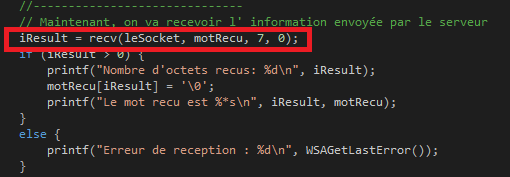 //------------------------------
// Maintenant, on va recevoir l' information envoyée par le serveur
iResult = recv(leSocket, motRecu, 7, 0);
if (iResult > 0) {
printf("Nombre d'octets recus: %d\n", iResult);
motRecu[iResult] = '\0';
printf("Le mot recu est %*s\n", iResult, motRecu);
}
else {
printf("Erreur de reception : %d\n", WSAGetLastError());
}